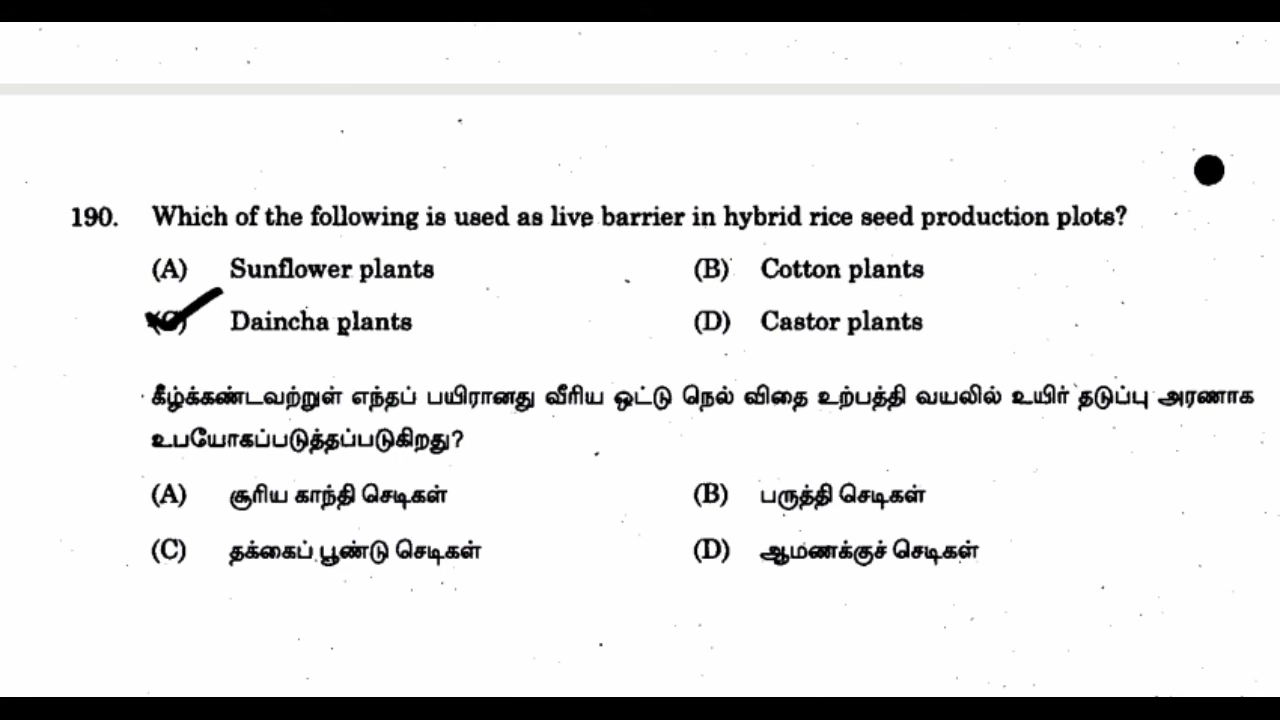 190. Which of the following is used as live barrier in hybrid rice seed production plots?
(A) Sunflower plants (B) Cotton plants
(C) Daincha plants (D) Castor plants
கீழ்க்கண்டவற்றுள் எந்தப் பயிரானது வீரிய ஒட்டு நெல் விதை உற்பத்தி வயலில் உயிர் தடுப்பு அரணாக
உபயோகப்படுத்தப்படுகிறது?
(A) சூரிய காந்தி செடிகள் (B) பருத்தி செடிகள்
(C) தக்கைப் பூண்டு செடிகள் (D) ஆமணக்குச் செடிகள்